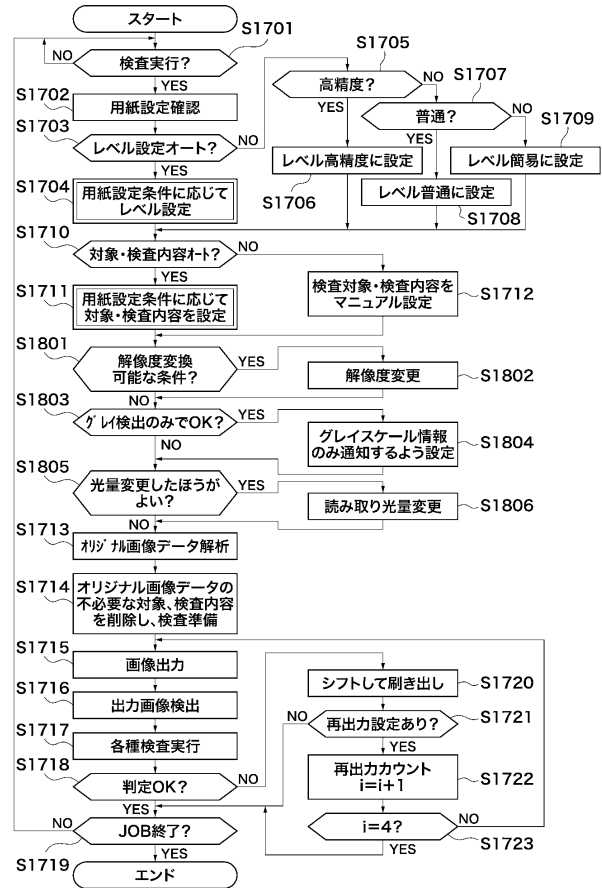 スタート
S1701
NO
検査実行?
YES
S1702
用紙設定確認
S1703
レベル設定オート?
NO
YES
S1704
用紙設定条件に応じて
レベル設定
S1705
高精度?
NO
YES
S1707
普通?
NO
YES
S1709
レベル高精度に設定
S1706
レベル簡易に設定
レベル普通に設定
S1708
S1710
対象・検査内容オート?
NO
YES
S1711
用紙設定条件に応じて
対象・検査内容を設定
検査対象・検査内容を
マニュアル設定
S1712
S1801
解像度変換
可能な条件?
YES
NO
解像度変更
S1802
S1803
グレイ検出のみでOK?
YES
NO
グレイスケール情報
のみ通知するよう設定
S1804
S1805
光量変更したほうが
よい?
YES
NO
読み取り光量変更
S1806
S1713
オリジナル画像データ解析
S1714
オリジナル画像データの
不必要な対象、検査内容
を削除し、検査準備
S1715
画像出力
S1716
出力画像検出
S1717
各種検査実行
S1718
判定OK?
NO
YES
シフトして刷き出し
S1720
NO
再出力設定あり?
S1721
YES
再出力カウント
i=i+1
S1722
i=4?
NO
YES
S1723
NO
JOB終了?
S1719
YES
エンド